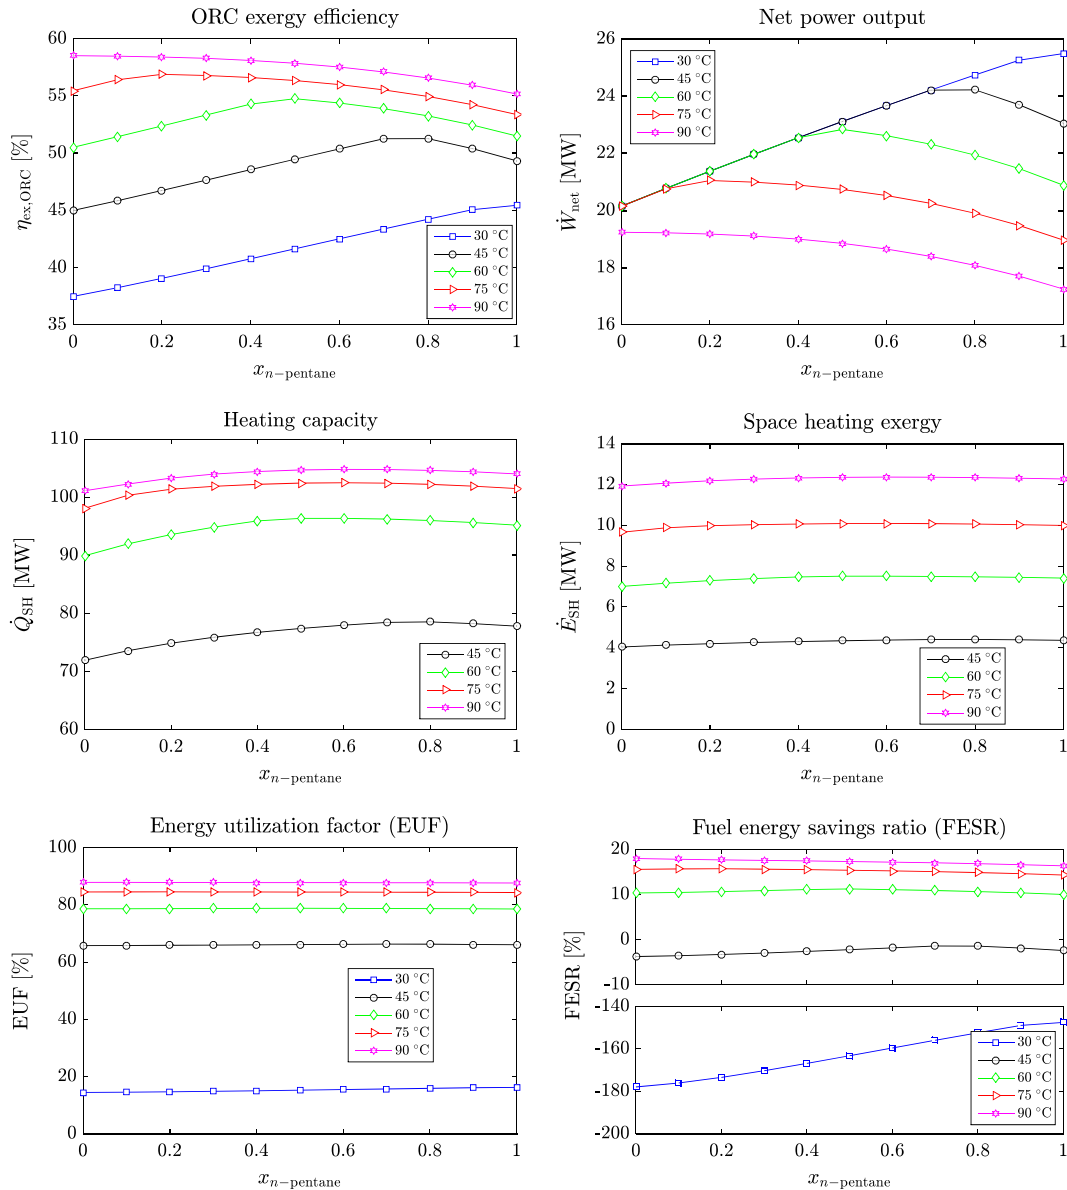 ORC exergy efficiency
60
55
50
45
40
35
η_ex,ORC [%]
30 °C
45 °C
60 °C
75 °C
90 °C
0 0.2 0.4 0.6 0.8 1
x_n−pentane
Net power output
26
24
22
20
18
16
Ẇ_net [MW]
30 °C
45 °C
60 °C
75 °C
90 °C
0 0.2 0.4 0.6 0.8 1
x_n−pentane
Heating capacity
110
100
90
80
70
60
Q̇_SH [MW]
45 °C
60 °C
75 °C
90 °C
0 0.2 0.4 0.6 0.8 1
x_n−pentane
Space heating exergy
14
12
10
8
6
4
2
0
Ė_SH [MW]
45 °C
60 °C
75 °C
90 °C
0 0.2 0.4 0.6 0.8 1
x_n−pentane
Energy utilization factor (EUF)
100
80
60
40
20
0
EUF [%]
30 °C
45 °C
60 °C
75 °C
90 °C
0 0.2 0.4 0.6 0.8 1
x_n−pentane
Fuel energy savings ratio (FESR)
20
10
0
-10
-140
-160
-180
-200
FESR [%]
30 °C
45 °C
60 °C
75 °C
90 °C
0 0.2 0.4 0.6 0.8 1
x_n−pentane